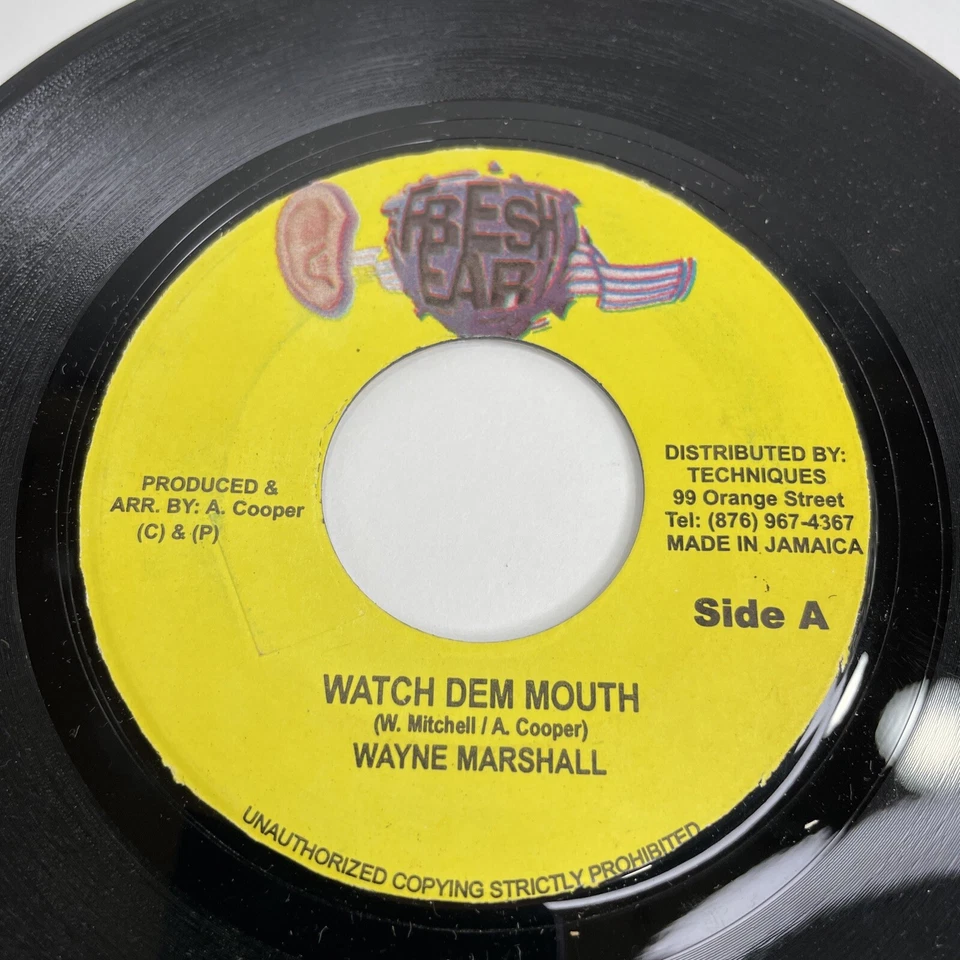 FRESH
EAR
PRODUCED &
ARR. BY: A. Cooper
(C) & (P)
DISTRIBUTED BY:
TECHNIQUES
99 Orange Street
Tel: (876) 967-4367
MADE IN JAMAICA
Side A
WATCH DEM MOUTH
(W. Mitchell / A. Cooper)
WAYNE MARSHALL
UNAUTHORIZED COPYING STRICTLY PROHIBITED